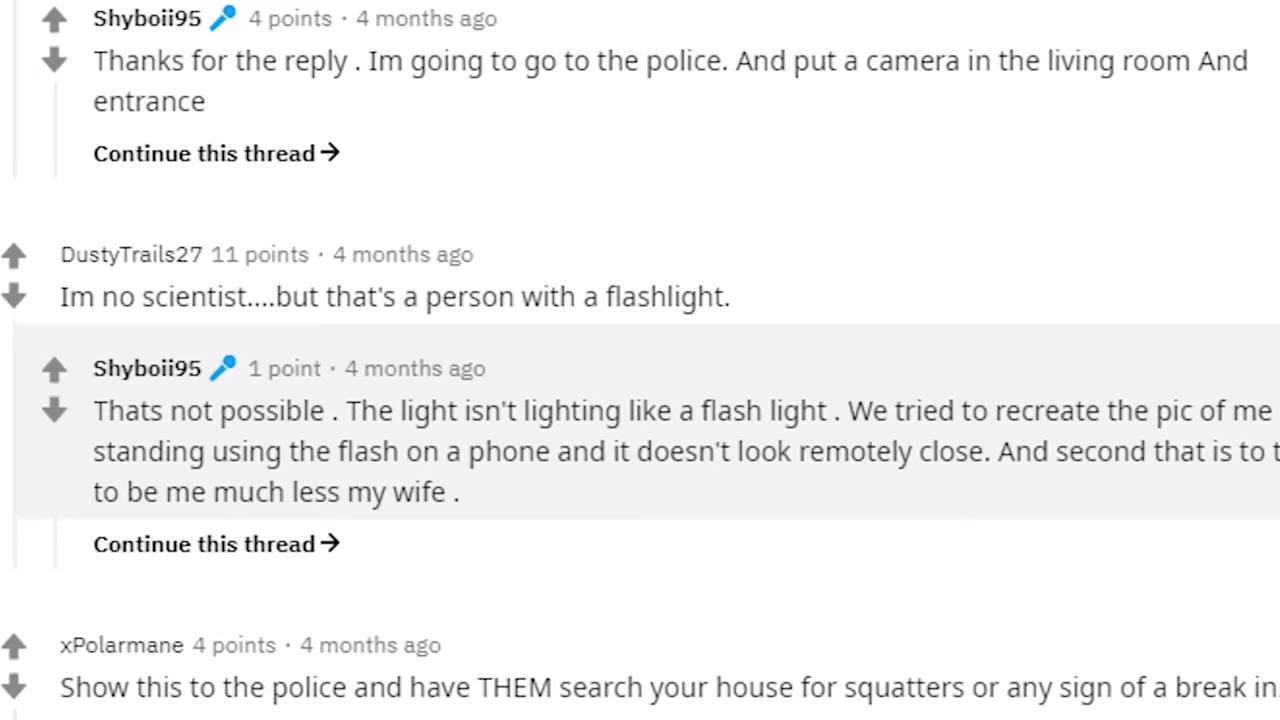 Shyboii95 4 points · 4 months ago
Thanks for the reply . Im going to go to the police. And put a camera in the living room And
entrance
Continue this thread→
DustyTrails27 11 points · 4 months ago
Im no scientist....but that's a person with a flashlight.
Shyboii95 1 point · 4 months ago
Thats not possible . The light isn't lighting like a flash light . We tried to recreate the pic of me
standing using the flash on a phone and it doesn't look remotely close. And second that is to
to be me much less my wife .
Continue this thread→
xPolarmane 4 points · 4 months ago
Show this to the police and have THEM search your house for squatters or any sign of a break in.